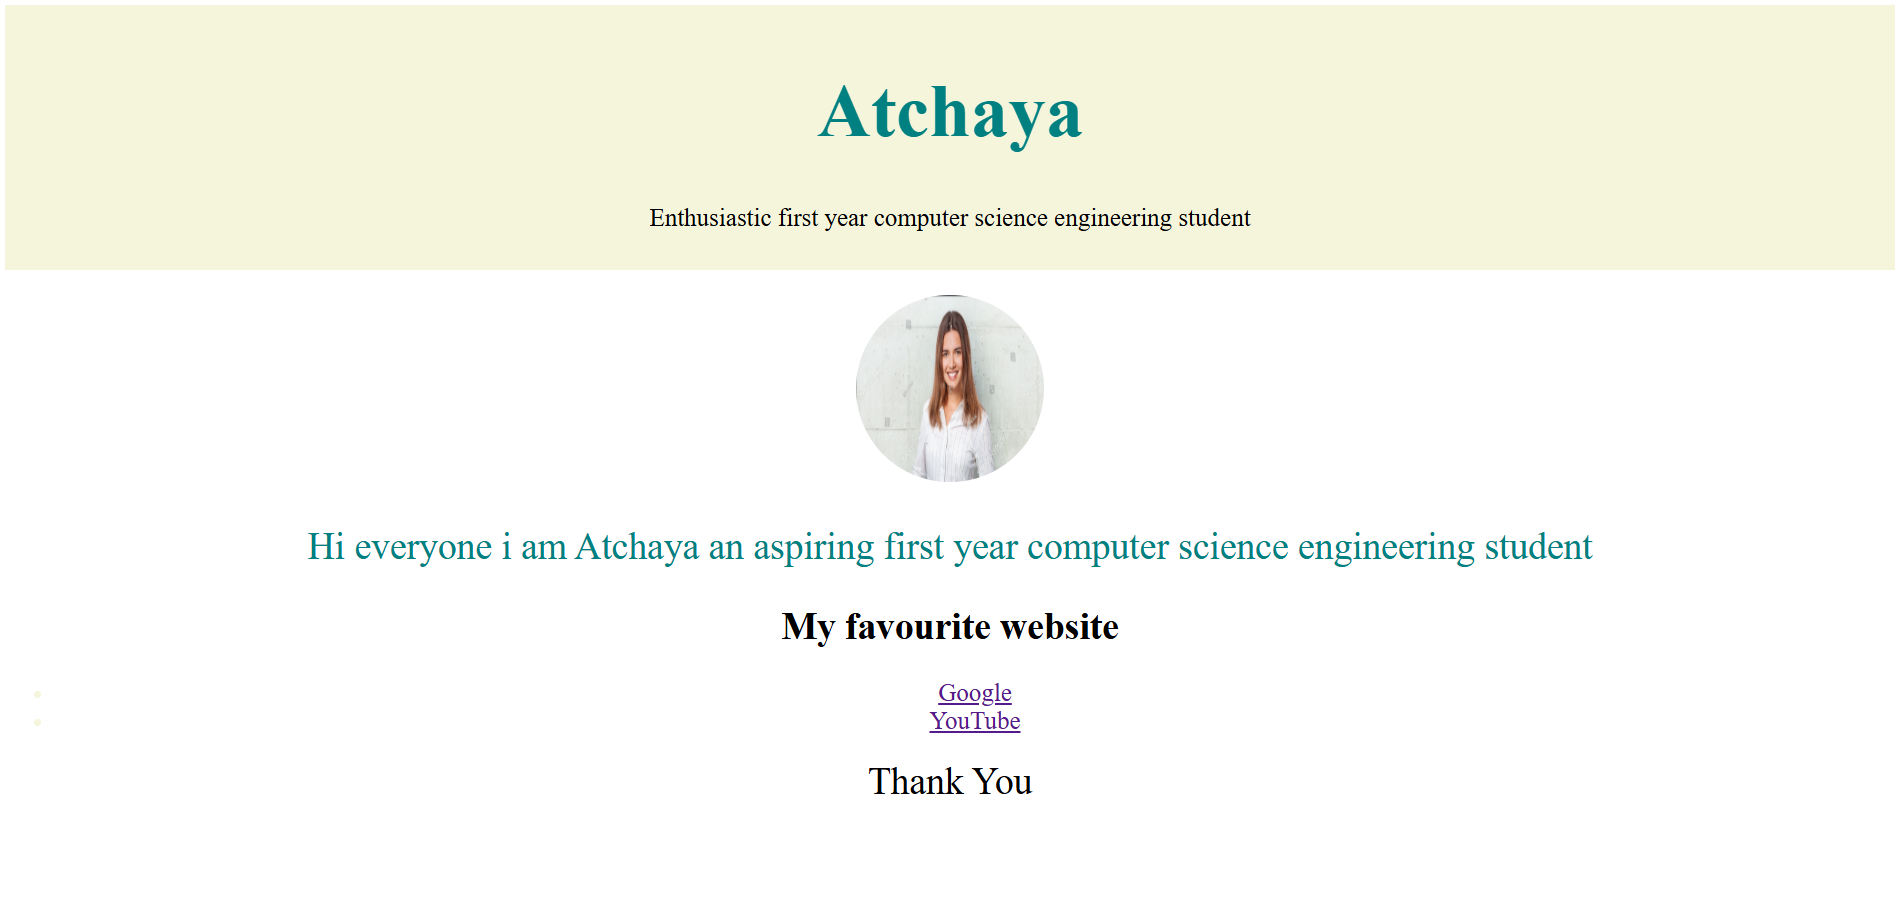 Atchaya
Enthusiastic first year computer science engineering student
Hi everyone i am Atchaya an aspiring first year computer science engineering student
My favourite website
Google
YouTube
Thank You